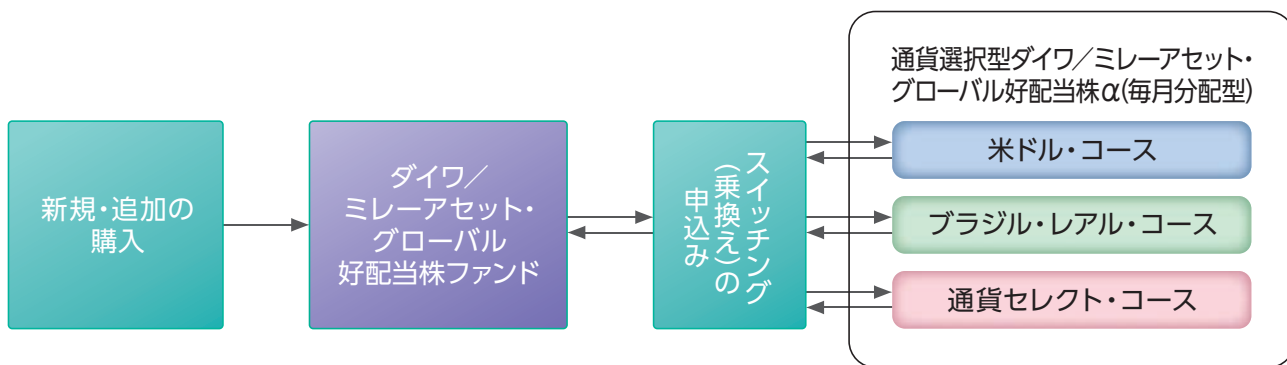 新規・追加の
購入
ダイワ／
ミレーアセット・
グローバル
好配当株ファンド
スイッチング
（乗換え）の
申込み
通貨選択型ダイワ／ミレーアセット・
グローバル好配当株α(毎月分配型)
米ドル・コース
ブラジル・レアル・コース
通貨セレクト・コース